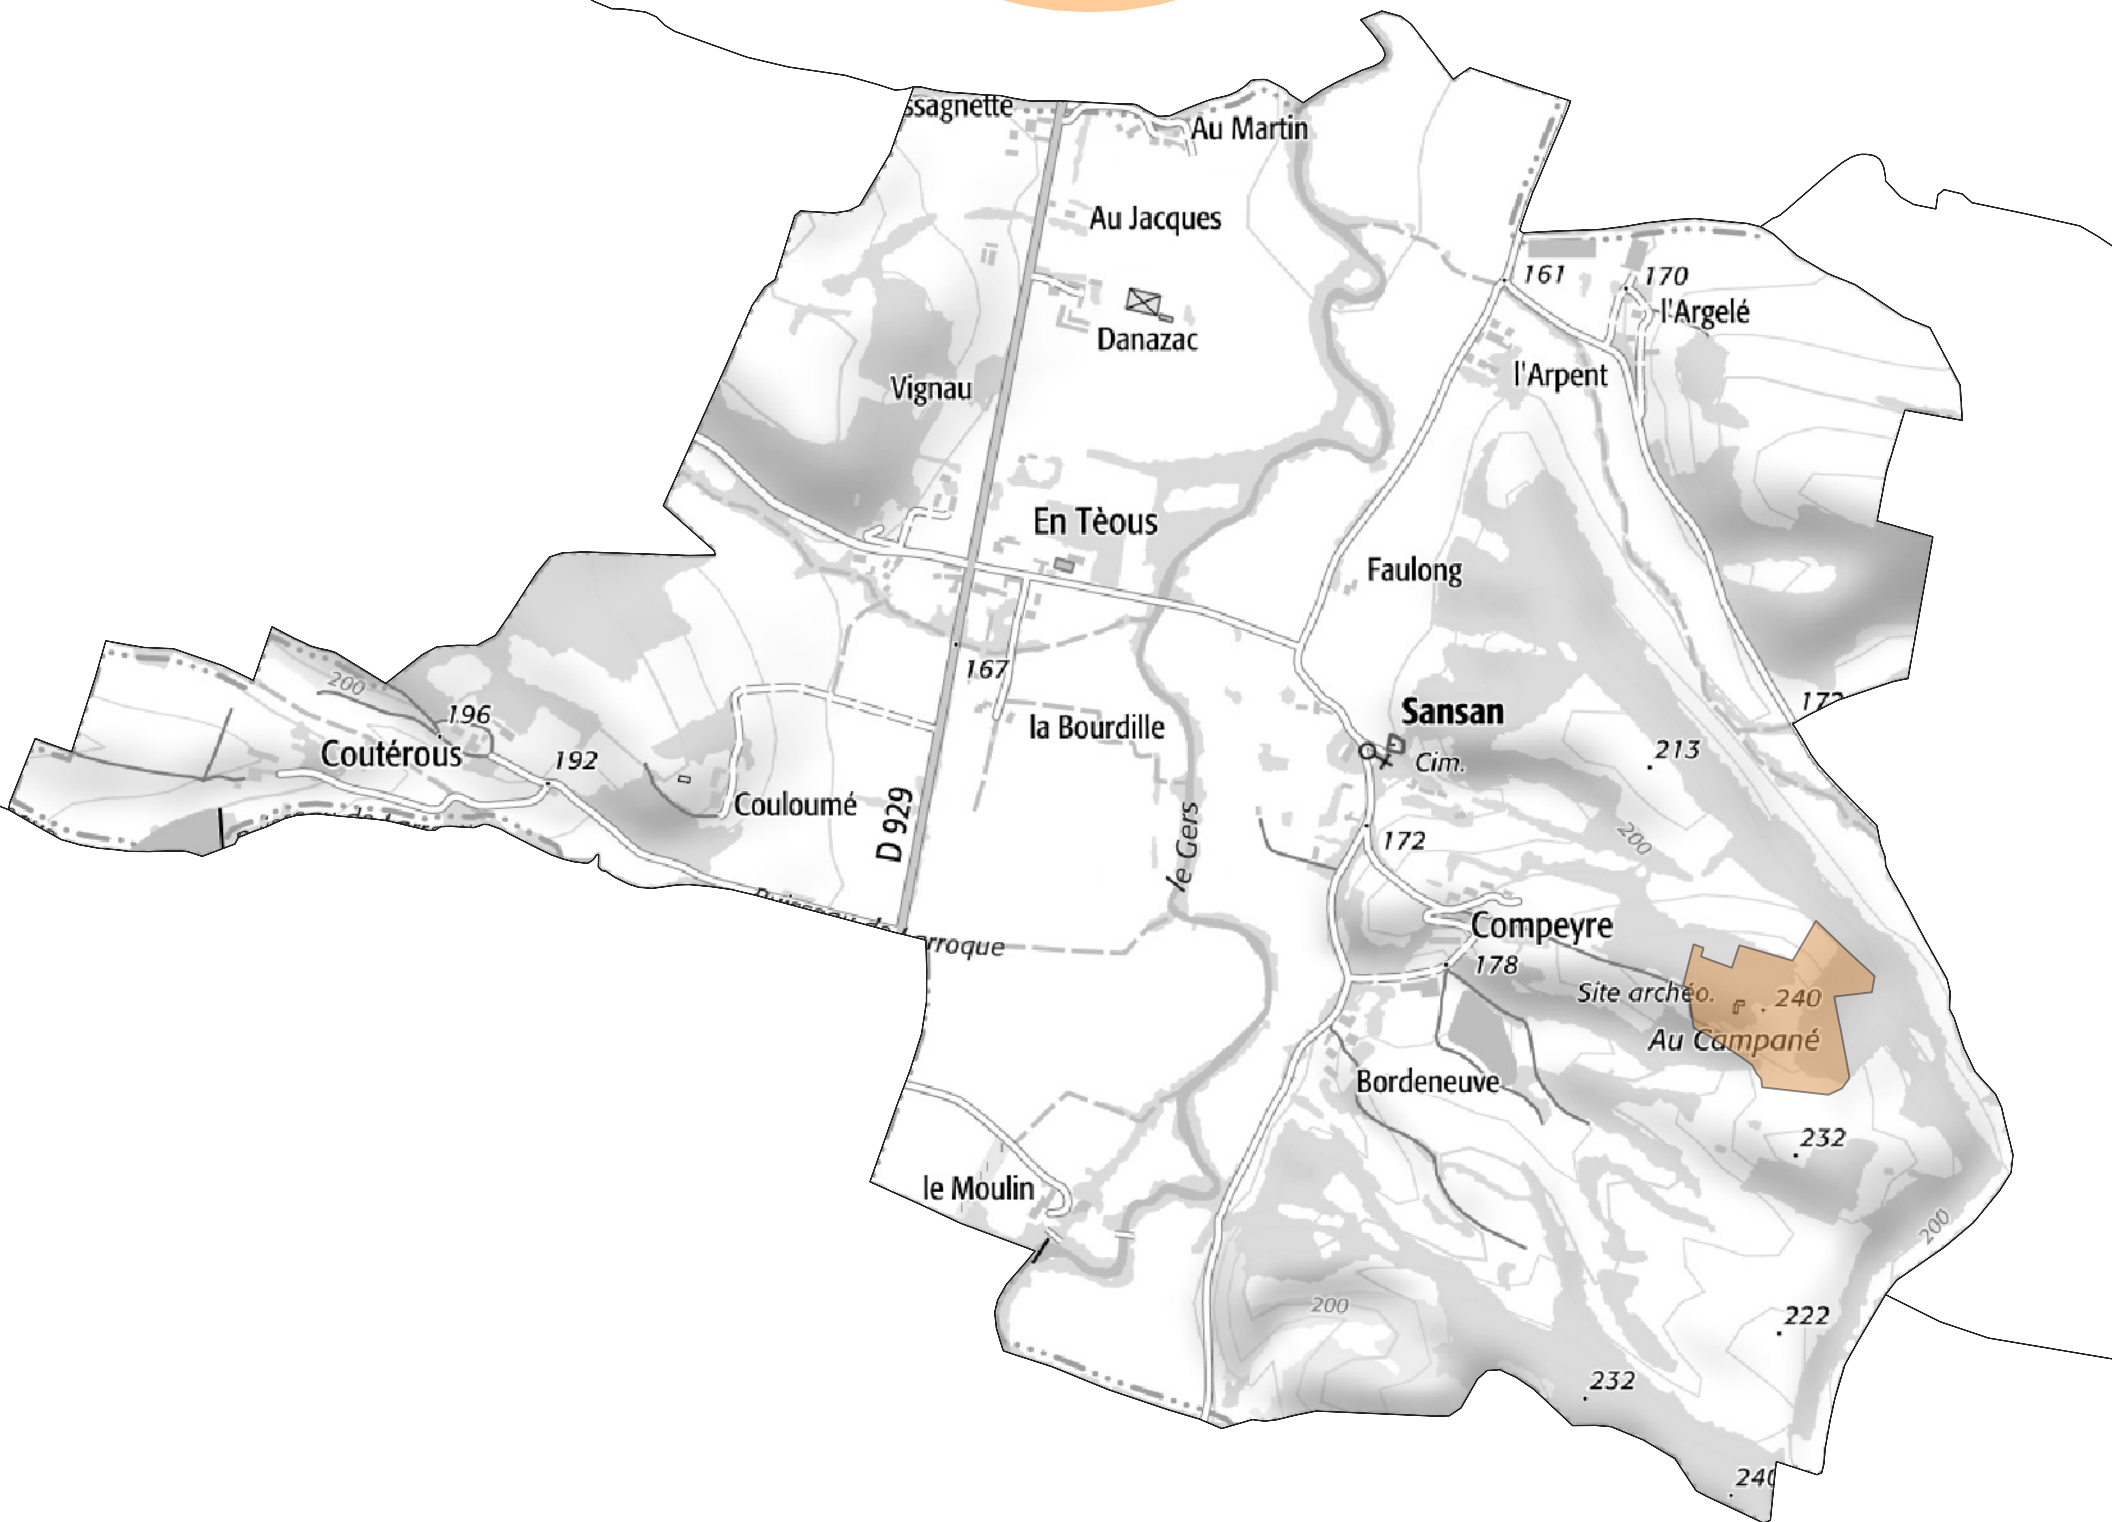 ssagnette
Au Martin
Au Jacques
161
170
l'Argelé
Danazac
l'Arpent
Vignau
En Tèous
Faulong
167
200
196
Coutérous
192
la Bourdille
Sansan
Cim.
172
213
Couloumé
D 929
le Gers
172
200
Compeyre
178
rroque
Site archéo.
240
Au Campané
Bordeneuve
232
le Moulin
200
200
222
232
240